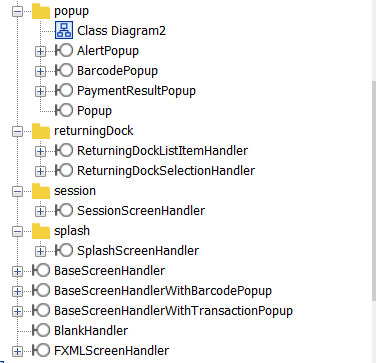 popup
Class Diagram2
AlertPopup
BarcodePopup
PaymentResultPopup
Popup
returningDock
ReturningDockListItemHandler
ReturningDockSelectionHandler
session
SessionScreenHandler
splash
SplashScreenHandler
BaseScreenHandler
BaseScreenHandlerWithBarcodePopup
BaseScreenHandlerWithTransactionPopup
BlankHandler
FXMLScreenHandler